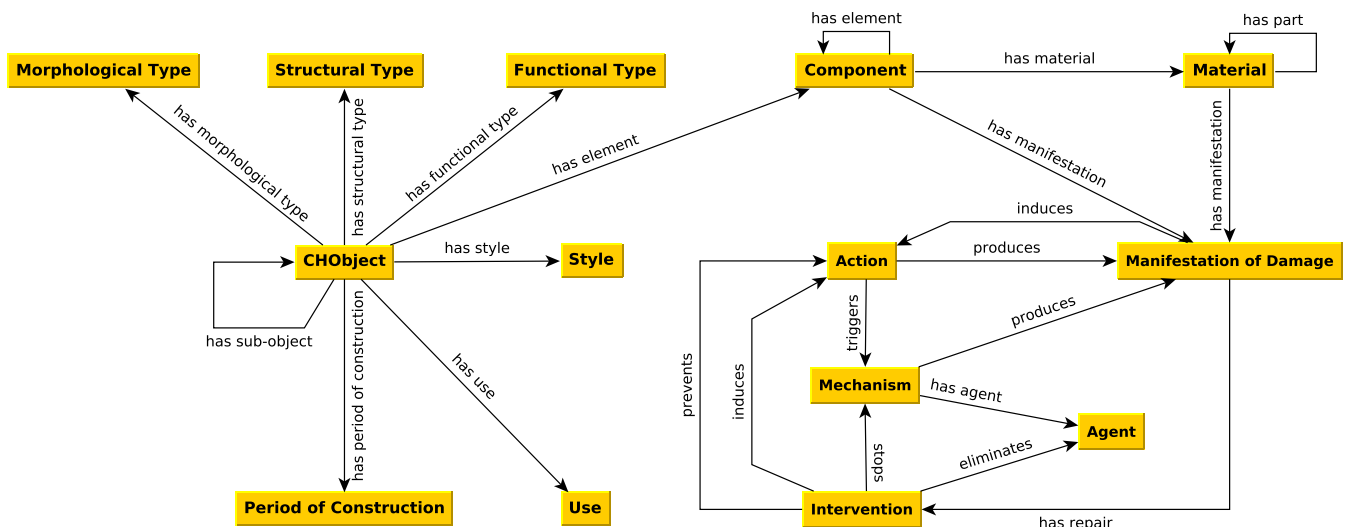 has element
has part
Morphological Type
Structural Type
Functional Type
Component
has material
Material
has morphological type
has structural type
has functional type
has element
has manifestation
has manifestation
induces
CHObject
has style
Style
Action
produces
Manifestation of Damage
has sub-object
has period of construction
has use
triggers
produces
prevents
induces
Mechanism
has agent
Agent
stops
eliminates
Period of Construction
Use
Intervention
has repair